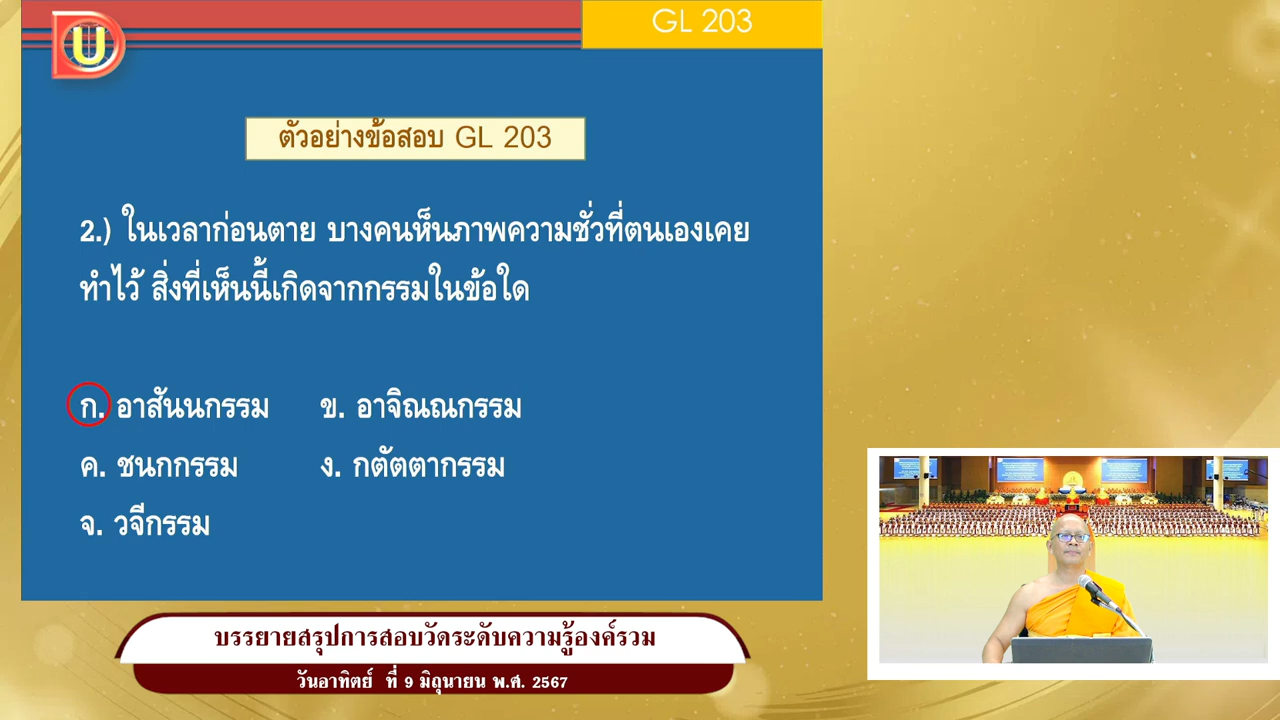 GL 203
U
ตัวอย่างข้อสอบ GL 203
2.) ในเวลาก่อนตาย บางคนเห็นภาพความชั่วที่ตนเองเคย
ทำไว้ สิ่งที่เห็นนี้เกิดจากกรรมในข้อใด
ก. อาสันนกรรม ข. อาจิณณกรรม
ค. ชนกกรรม ง. กตัตตากรรม
จ. วจีกรรม
บรรยายสรุปการสอบวัดระดับความรู้องค์รวม
วันอาทิตย์ ที่ 9 มิถุนายน พ.ศ. 2567